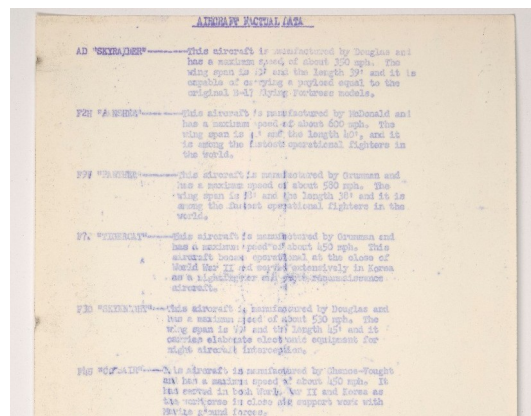 AIRCRAFT FACTUAL DATA
AD "SKYRAIDER"------This aircraft is manufactured by Douglas and
has a maximum speed of about 350 mph. The
wing span is and the length 39' and it is
capable of carrying a payload equal to the
original B-17 Flying Fortress models.
F2H ------This aircraft is manufactured by McDonald and
has a maximum speed of about 600 mph. The
wing span is and the length 40', and it
is among the fastest operational fighters in
the world.
"PANTHER"------This aircraft is manufactured by Grumman and
has a maximum speed of about 580 mph. The
wing span is and the length 38' and it is
among the fastest operational fighters in the
world.
"TIGERCAT"------This aircraft is manufactured by Grumman and
has a maximum speed of about 450 mph. This
aircraft became operational at the close of
World War II and served extensively in Korea
as a nightfighter and photo reconnaissance
aircraft.
------This aircraft is manufactured by Douglas and
has a maximum speed of about 530 mph. The
wing span is and the length 45' and it
carries elaborate electronic equipment for
night aircraft interception.
"CORSAIR"------This aircraft is manufactured by Chance-Vought
and has a maximum speed of about 450 mph. It
has served in both World War II and Korea as
in close air support work with
Marine ground forces.